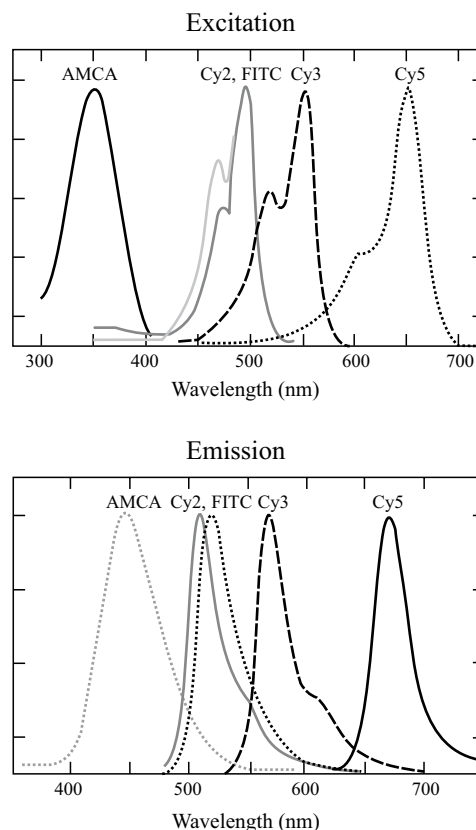 Excitation
AMCA Cy2, FITC Cy3 Cy5
300 400 500 600 700
Wavelength (nm)
Emission
AMCA Cy2, FITC Cy3 Cy5
400 500 600 700
Wavelength (nm)